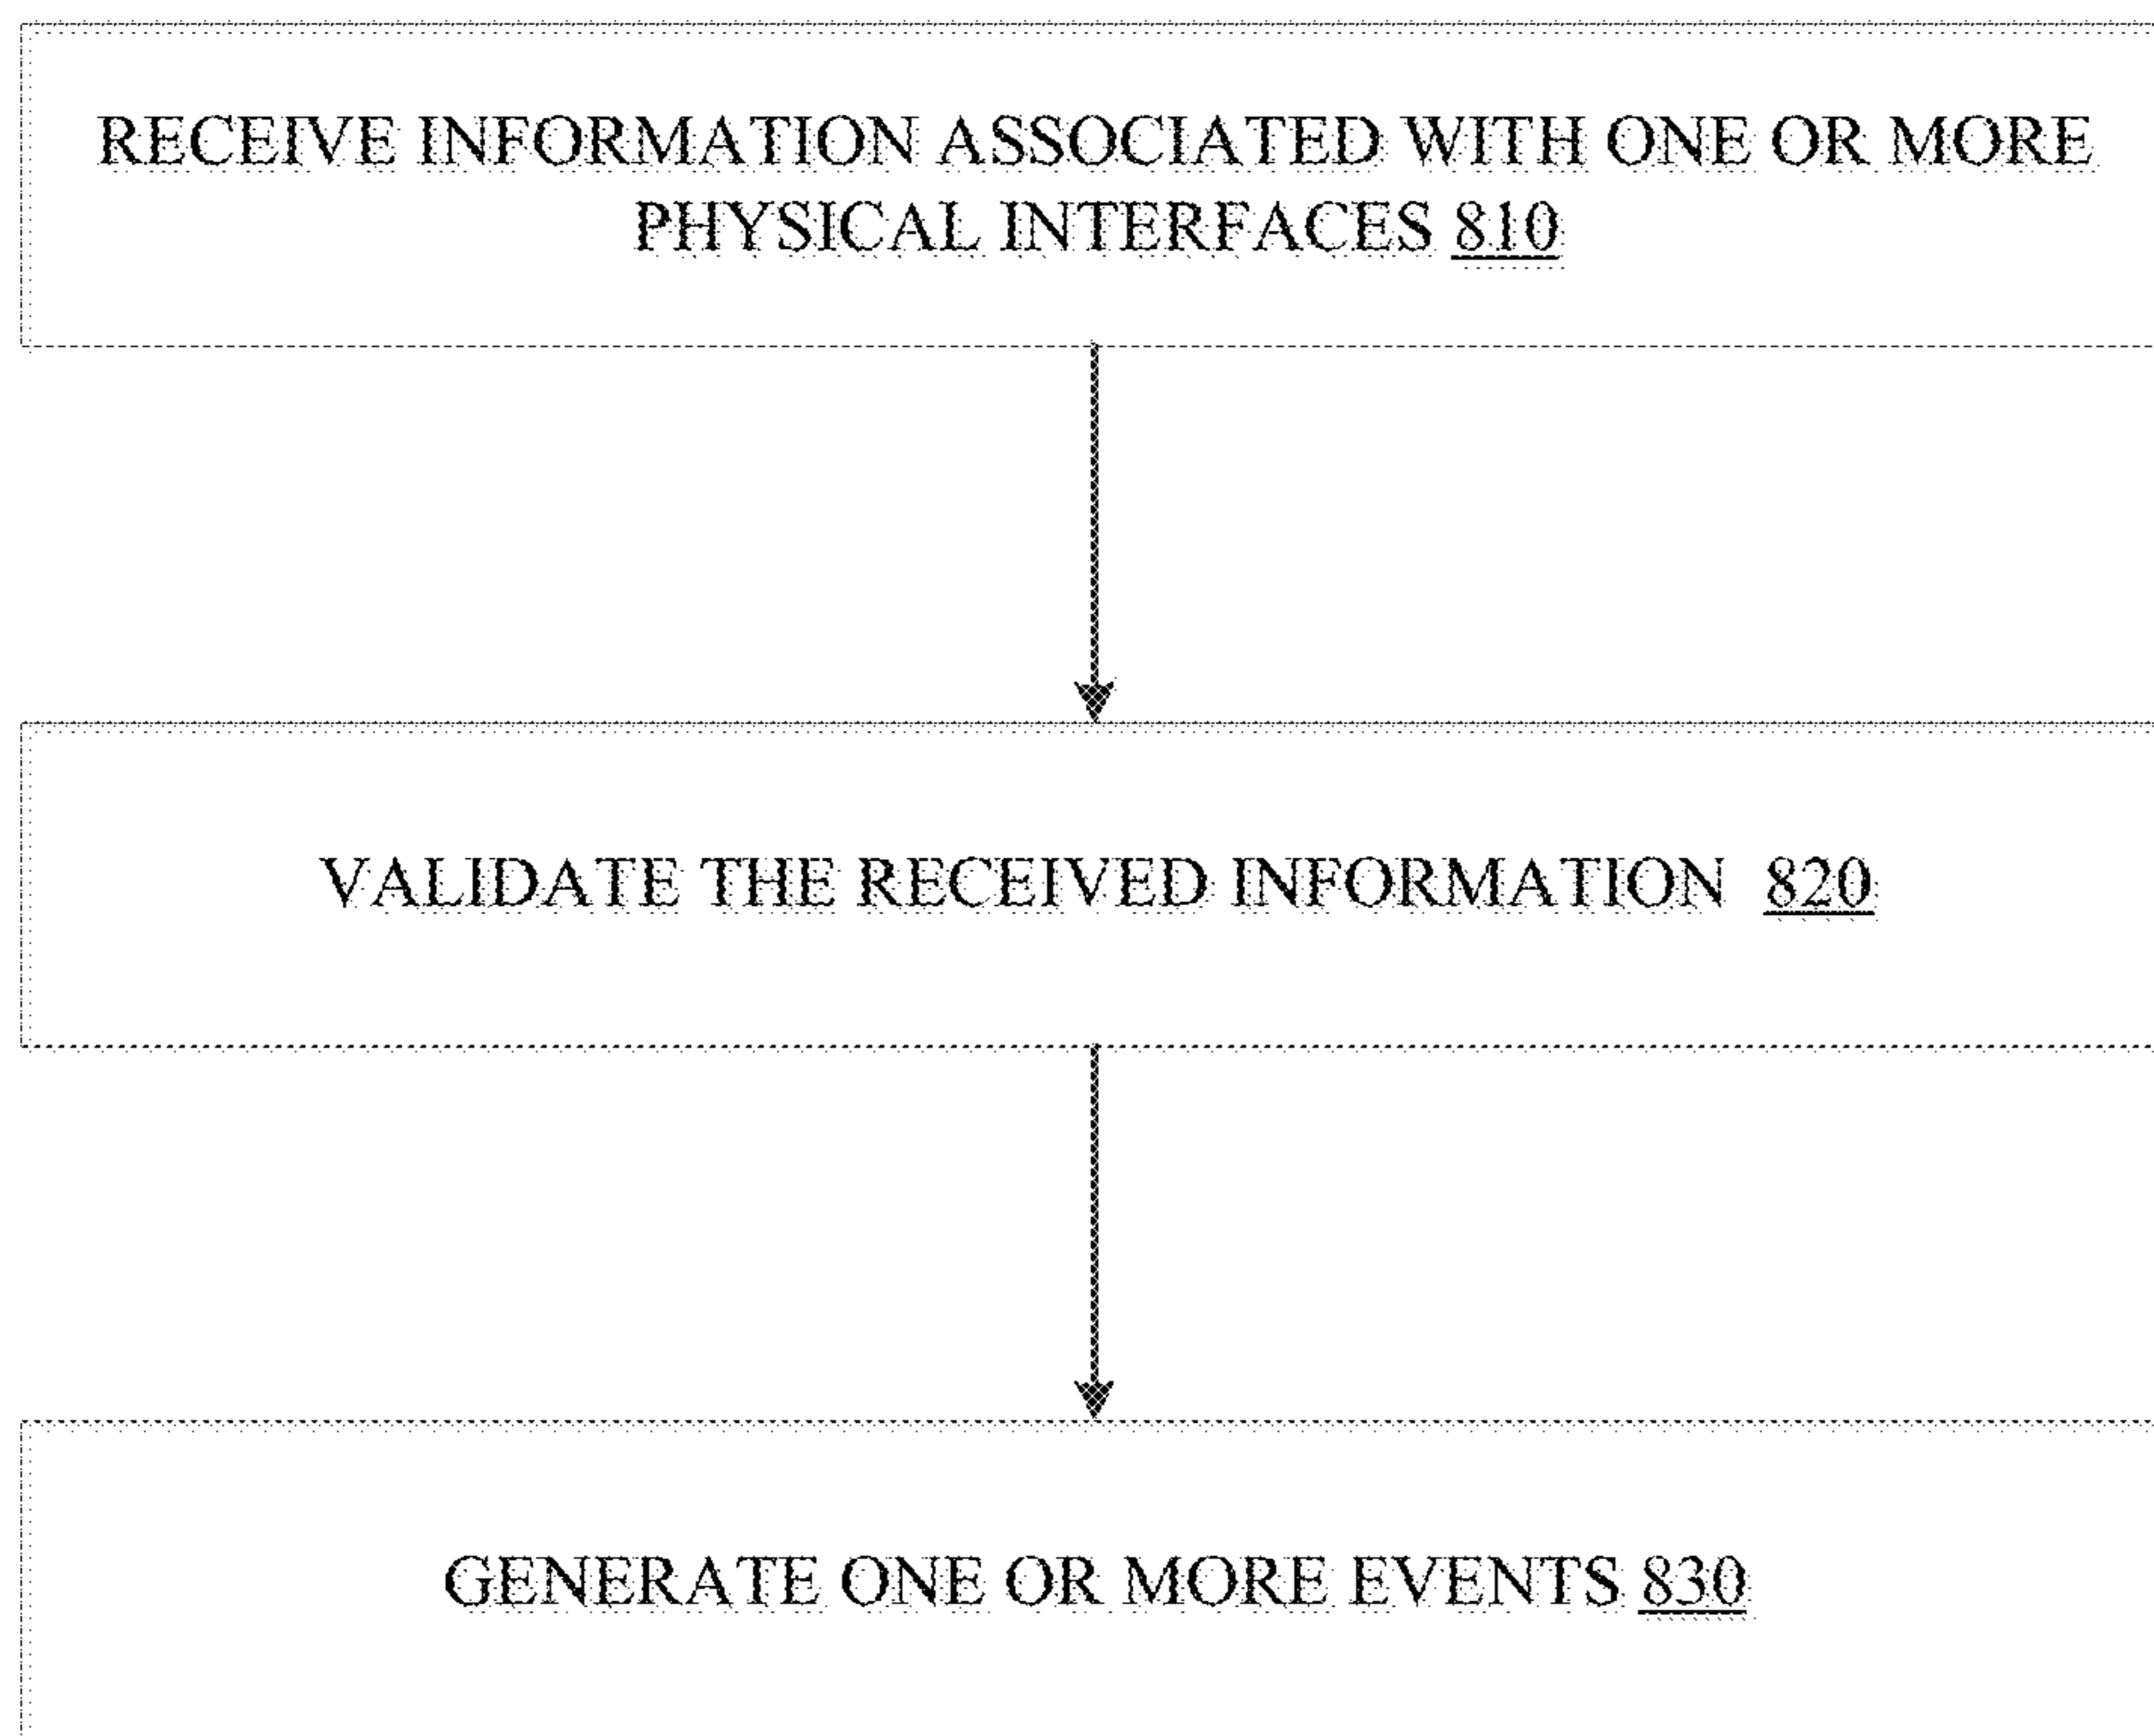 RECEIVE INFORMATION ASSOCIATED WITH ONE OR MORE
PHYSICAL INTERFACES 810
VALIDATE THE RECEIVED INFORMATION 820
GENERATE ONE OR MORE EVENTS 830